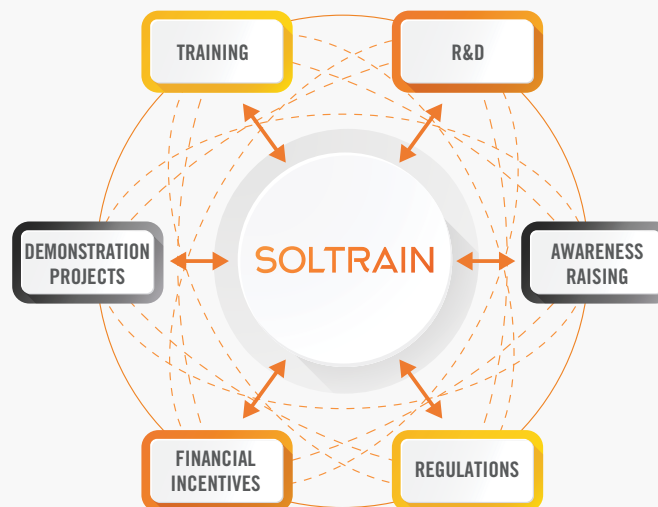 TRAINING
R&D
DEMONSTRATION
PROJECTS
SOLTRAIN
AWARENESS
RAISING
FINANCIAL
INCENTIVES
REGULATIONS